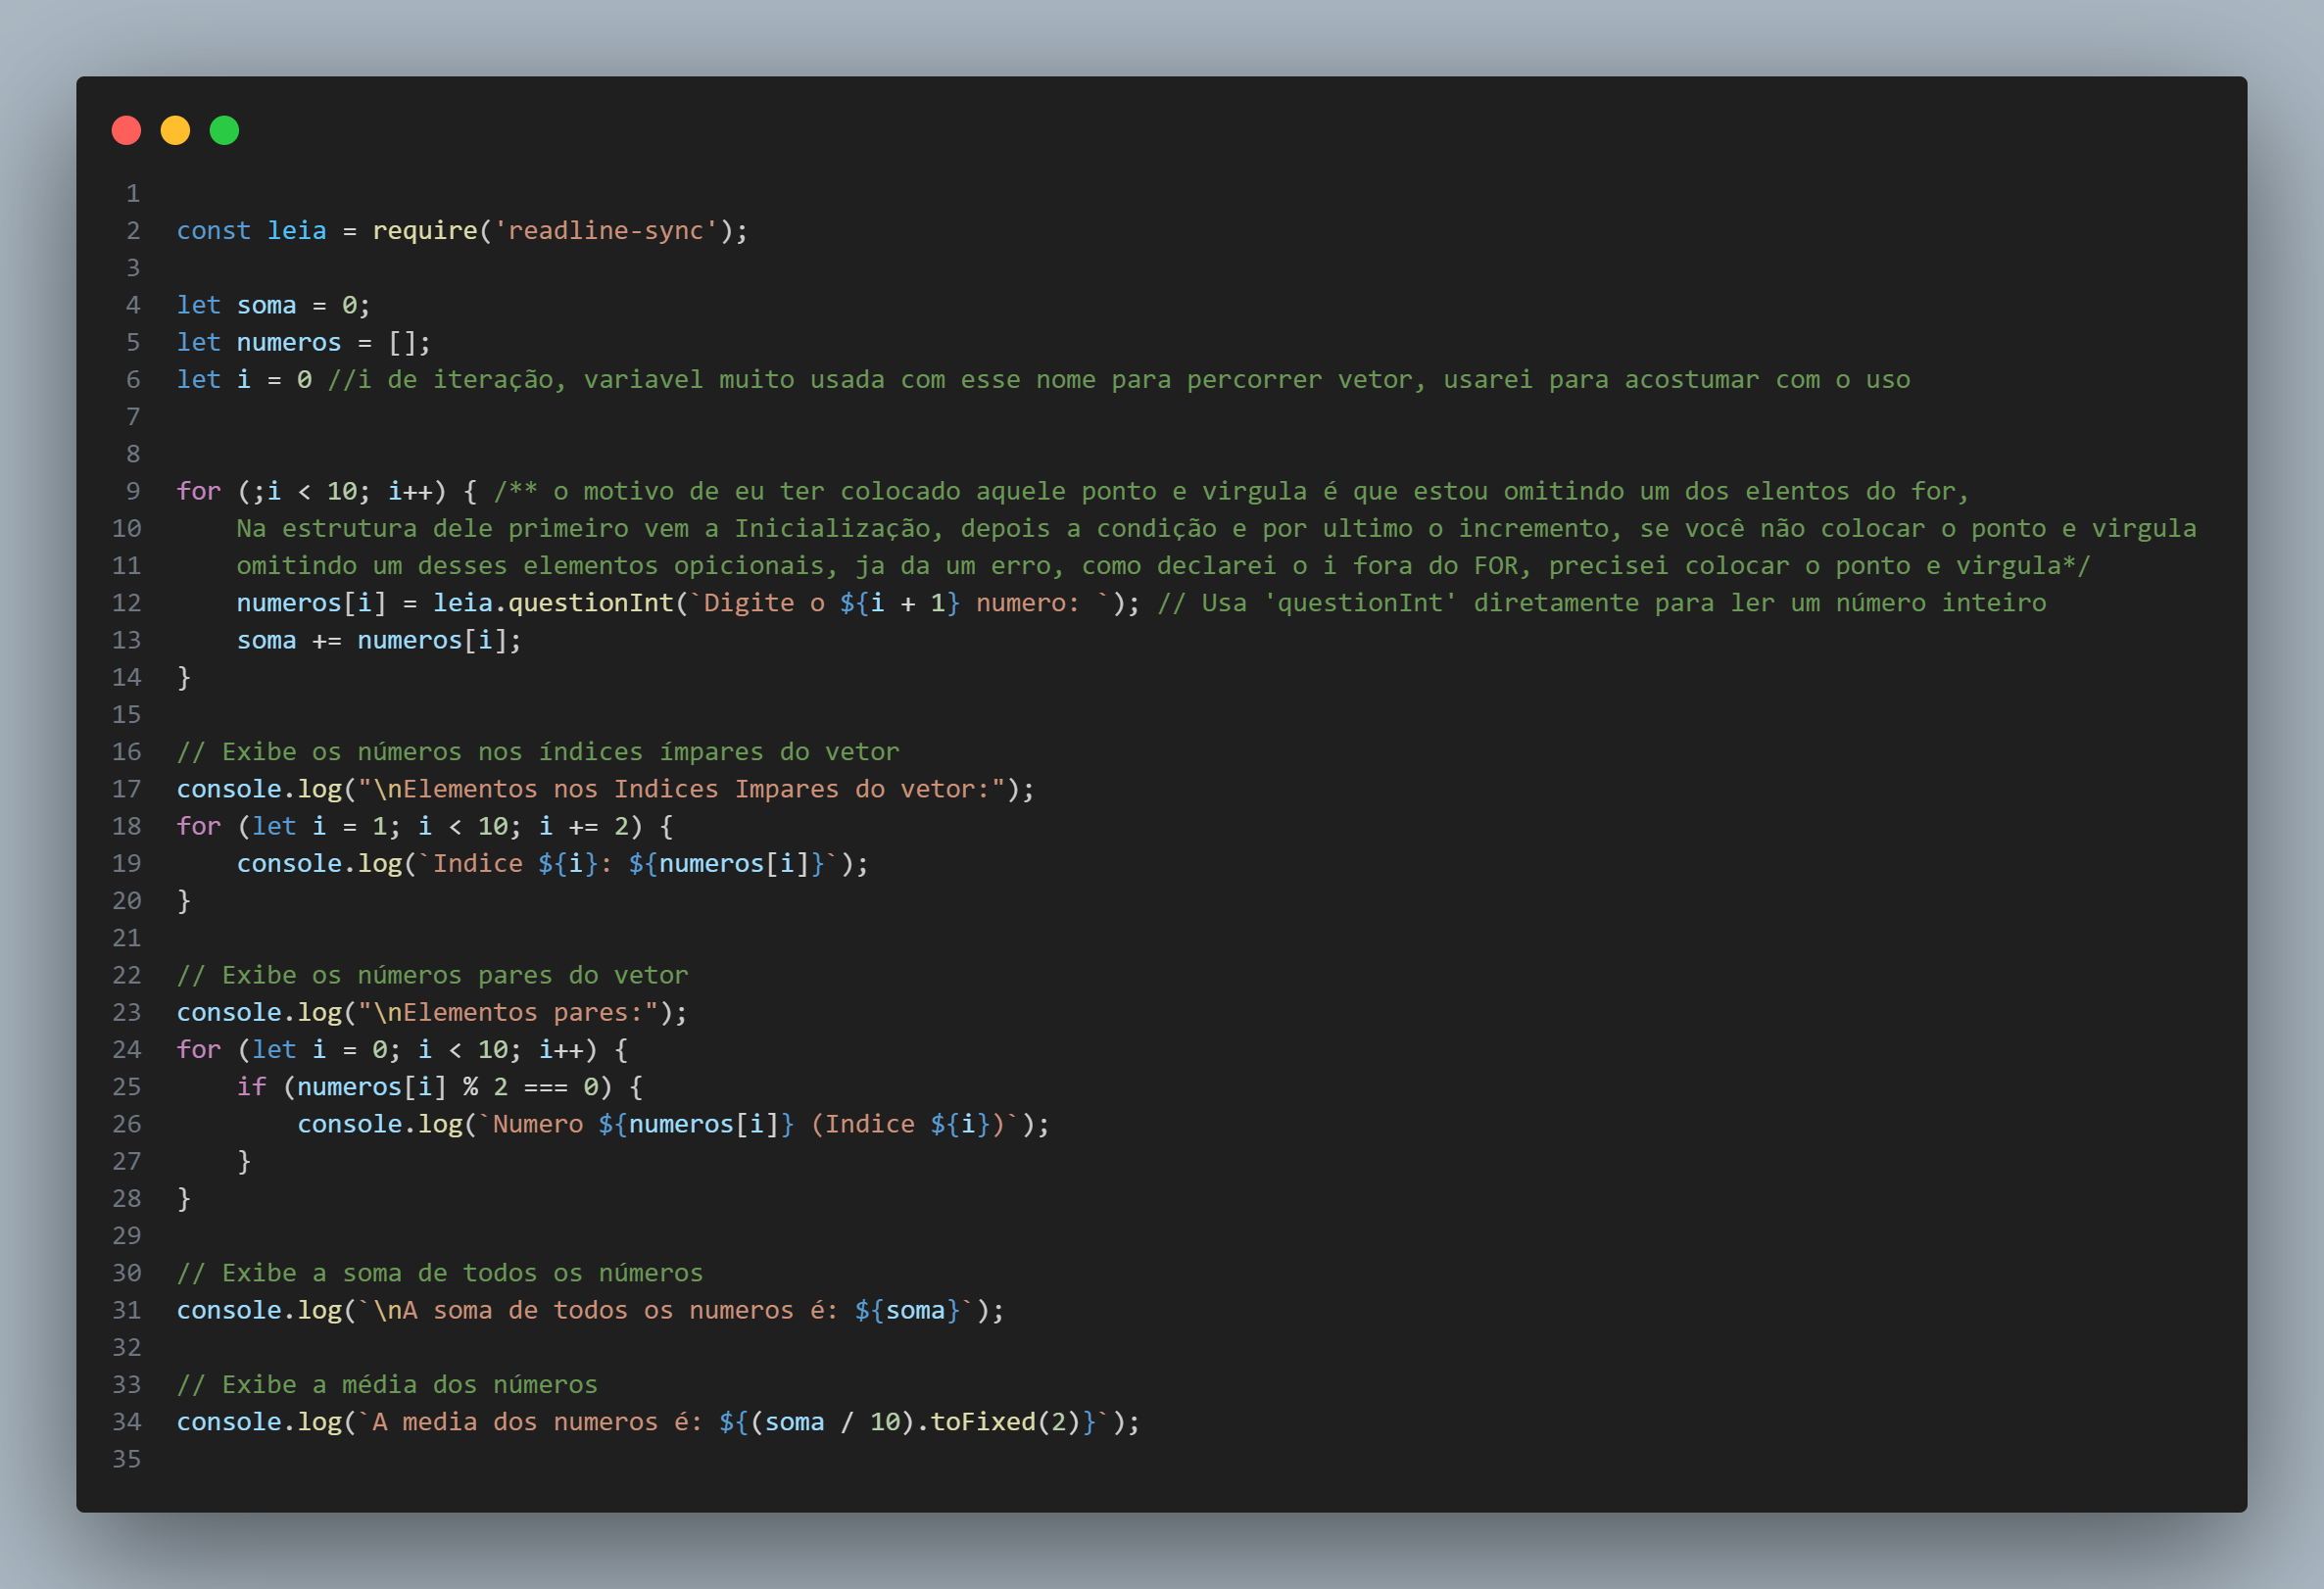 1
2 const leia = require('readline-sync');
3
4 let soma = 0;
5 let numeros = [];
6 let i = 0 //i de iteração, variavel muito usada com esse nome para percorrer vetor, usarei para acostumar com o uso
7
8
9 for (;i < 10; i++) { /** o motivo de eu ter colocado aquele ponto e virgula é que estou omitindo um dos elentos do for,
10     Na estrutura dele primeiro vem a Inicialização, depois a condição e por ultimo o incremento, se você não colocar o ponto e virgula
11     omitindo um desses elementos opicionais, ja da um erro, como declarei o i fora do FOR, precisei colocar o ponto e virgula*/
12     numeros[i] = leia.questionInt(`Digite o ${i + 1} numero: `); // Usa 'questionInt' diretamente para ler um número inteiro
13     soma += numeros[i];
14 }
15
16 // Exibe os números nos índices ímpares do vetor
17 console.log("\nElementos nos Indices Impares do vetor:");
18 for (let i = 1; i < 10; i += 2) {
19     console.log(`Indice ${i}: ${numeros[i]}`);
20 }
21
22 // Exibe os números pares do vetor
23 console.log("\nElementos pares:");
24 for (let i = 0; i < 10; i++) {
25     if (numeros[i] % 2 === 0) {
26         console.log(`Numero ${numeros[i]} (Indice ${i})`);
27     }
28 }
29
30 // Exibe a soma de todos os números
31 console.log(`\nA soma de todos os numeros é: ${soma}`);
32
33 // Exibe a média dos números
34 console.log(`A media dos numeros é: ${(soma / 10).toFixed(2)}`);
35